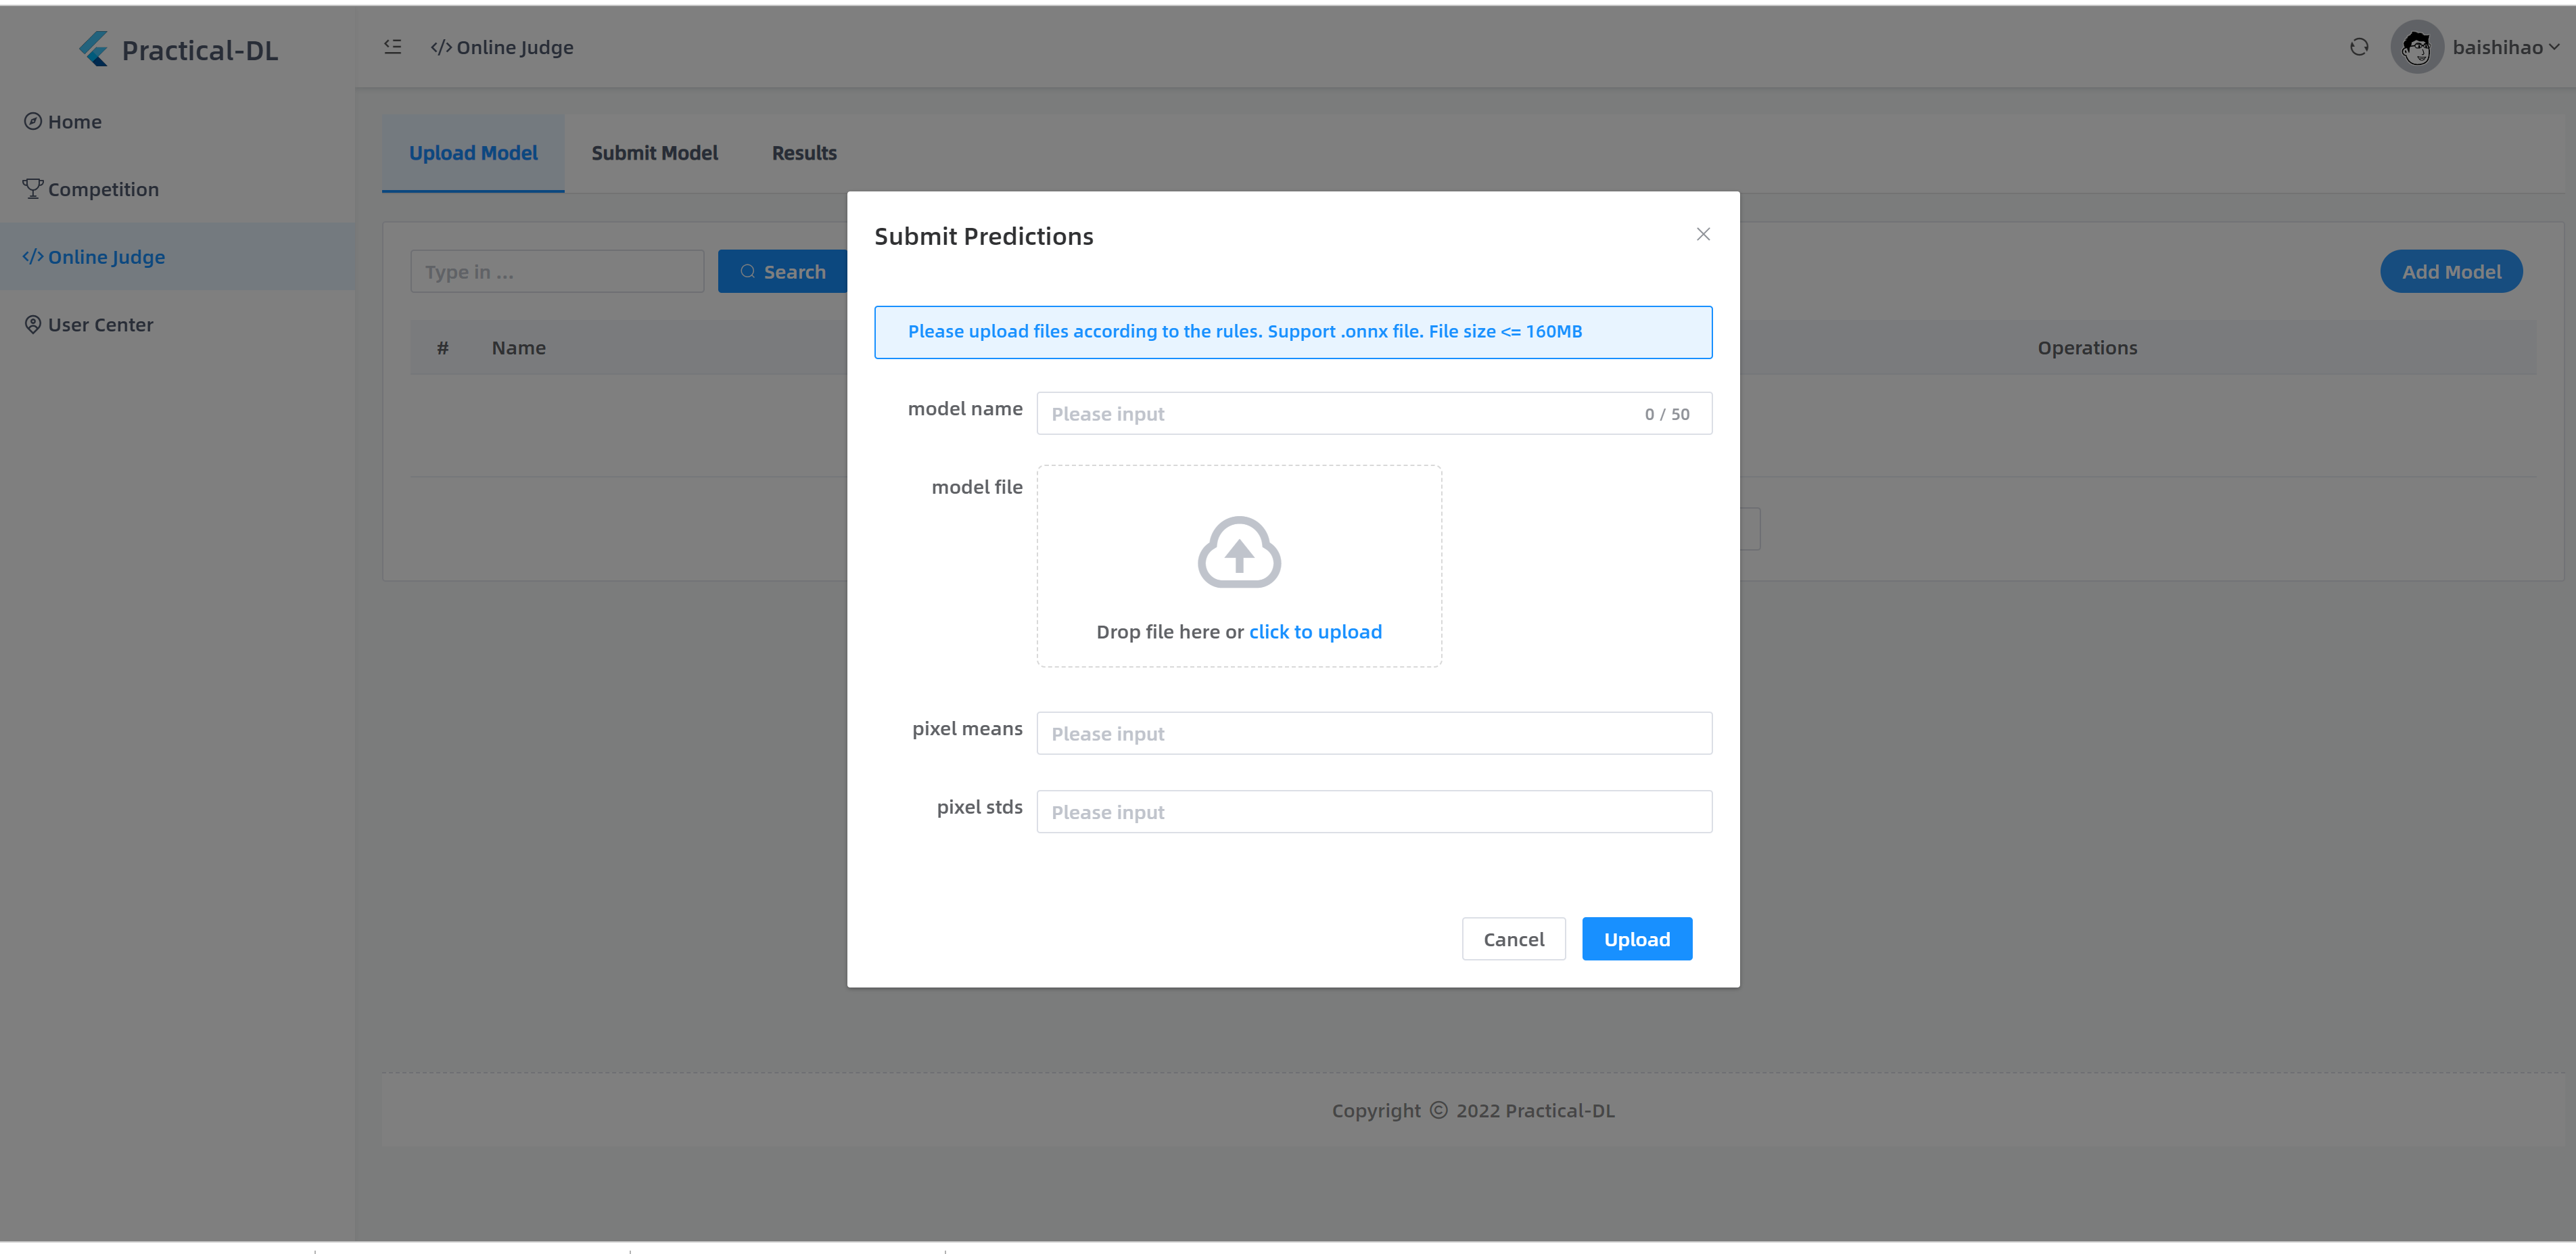 Practical-DL
Online Judge
baishihao
Home
Competition
Online Judge
User Center
Upload Model
Submit Model
Results
Type in ...
Search
Add Model
#
Name
Operations
Submit Predictions
Please upload files according to the rules. Support .onnx file. File size <= 160MB
model name
Please input
0 / 50
model file
Drop file here or click to upload
pixel means
Please input
pixel stds
Please input
Cancel
Upload
Copyright © 2022 Practical-DL